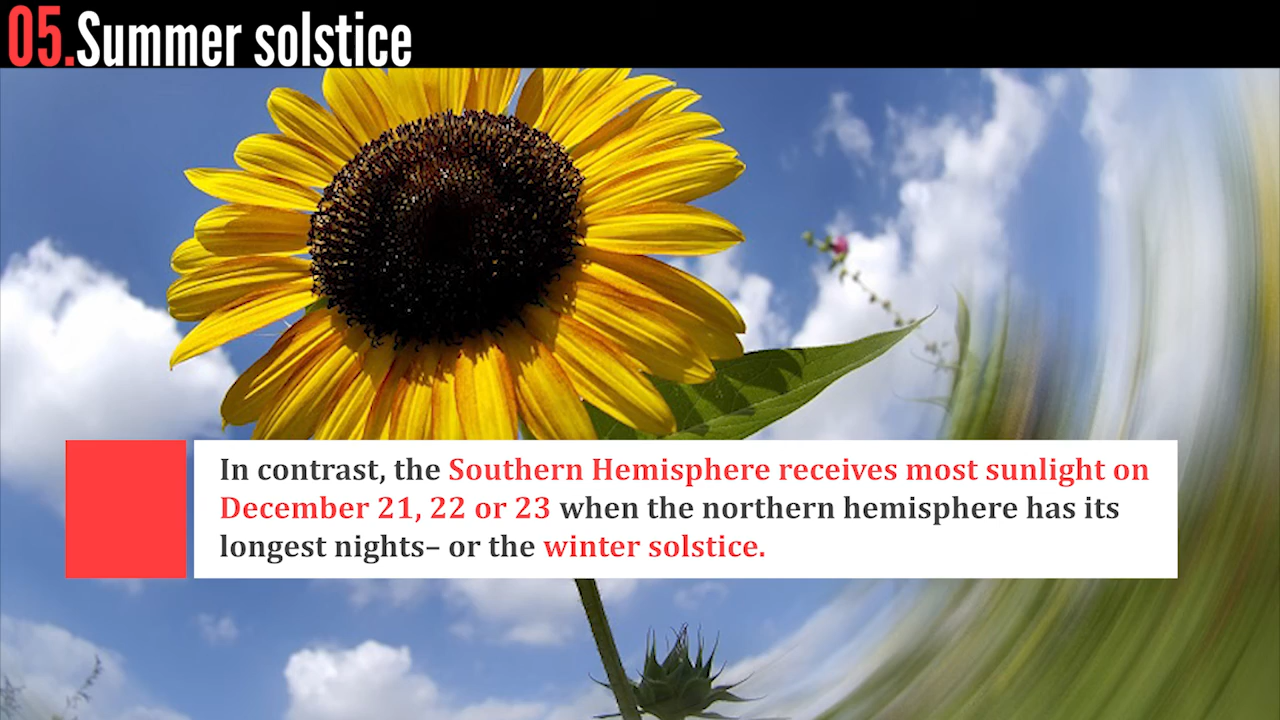 05.Summer solstice
In contrast, the Southern Hemisphere receives most sunlight on
December 21, 22 or 23 when the northern hemisphere has its
longest nights– or the winter solstice.